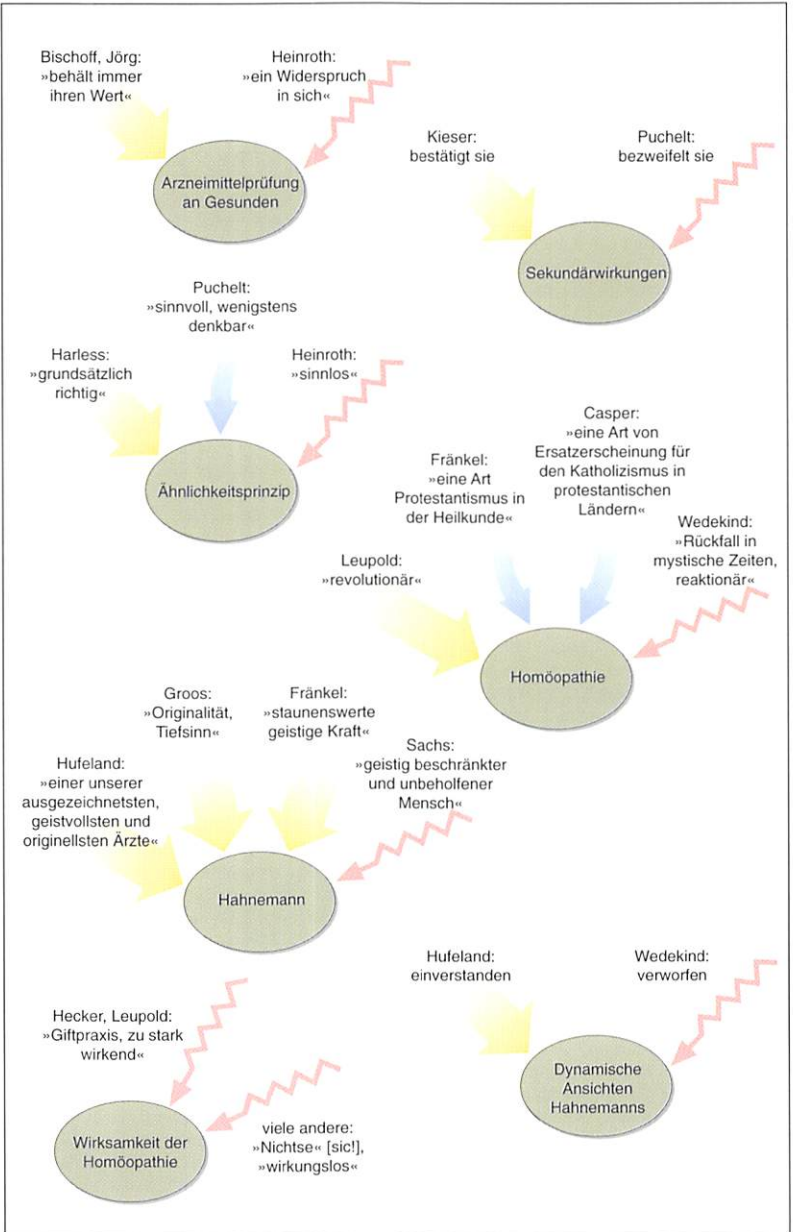 Bischoff, Jörg:
»behält immer
ihren Wert«
Heinroth:
»ein Widerspruch
in sich«
Arzneimittelprüfung
an Gesunden
Kieser:
bestätigt sie
Puchelt:
bezweifelt sie
Sekundärwirkungen
Puchelt:
»sinnvoll, wenigstens
denkbar«
Harless:
»grundsätzlich
richtig«
Heinroth:
»sinnlos«
Ähnlichkeitsprinzip
Casper:
»eine Art von
Ersatzerscheinung für
den Katholizismus in
protestantischen
Ländern«
Fränkel:
»eine Art
Protestantismus in
der Heilkunde«
Wedekind:
»Rückfall in
mystische Zeiten,
reaktionär«
Leupold:
»revolutionär«
Homöopathie
Groos:
»Originalität,
Tiefsinn«
Fränkel:
»staunenswerte
geistige Kraft«
Sachs:
»geistig beschränkter
und unbeholfener
Mensch«
Hufeland:
»einer unserer
ausgezeichnetsten,
geistvollsten und
originellsten Ärzte«
Hahnemann
Hufeland:
einverstanden
Wedekind:
verworfen
Dynamische
Ansichten
Hahnemanns
Hecker, Leupold:
»Giftpraxis, zu stark
wirkend«
viele andere:
»Nichtse« [sic!],
»wirkungslos«
Wirksamkeit der
Homöopathie